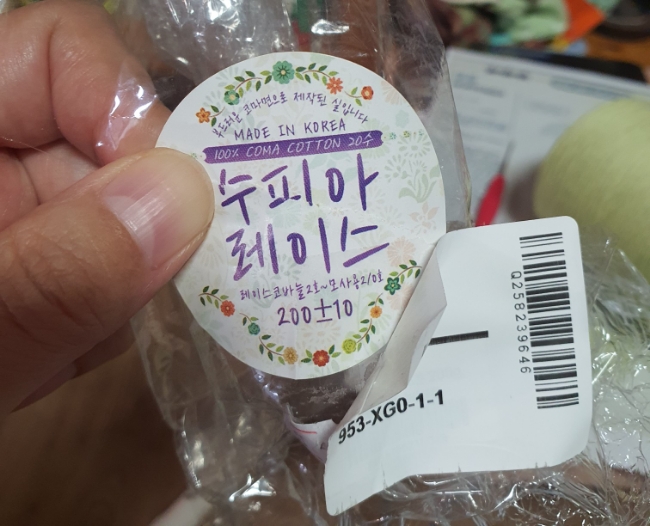 부드러운 코마면으로 제작된 실입니다
MADE IN KOREA
100% COMA COTTON 20수
수피아
레이스
레이스코바늘2호~모사용2/0호
200±10
Q258239646
953-XG0-1-1